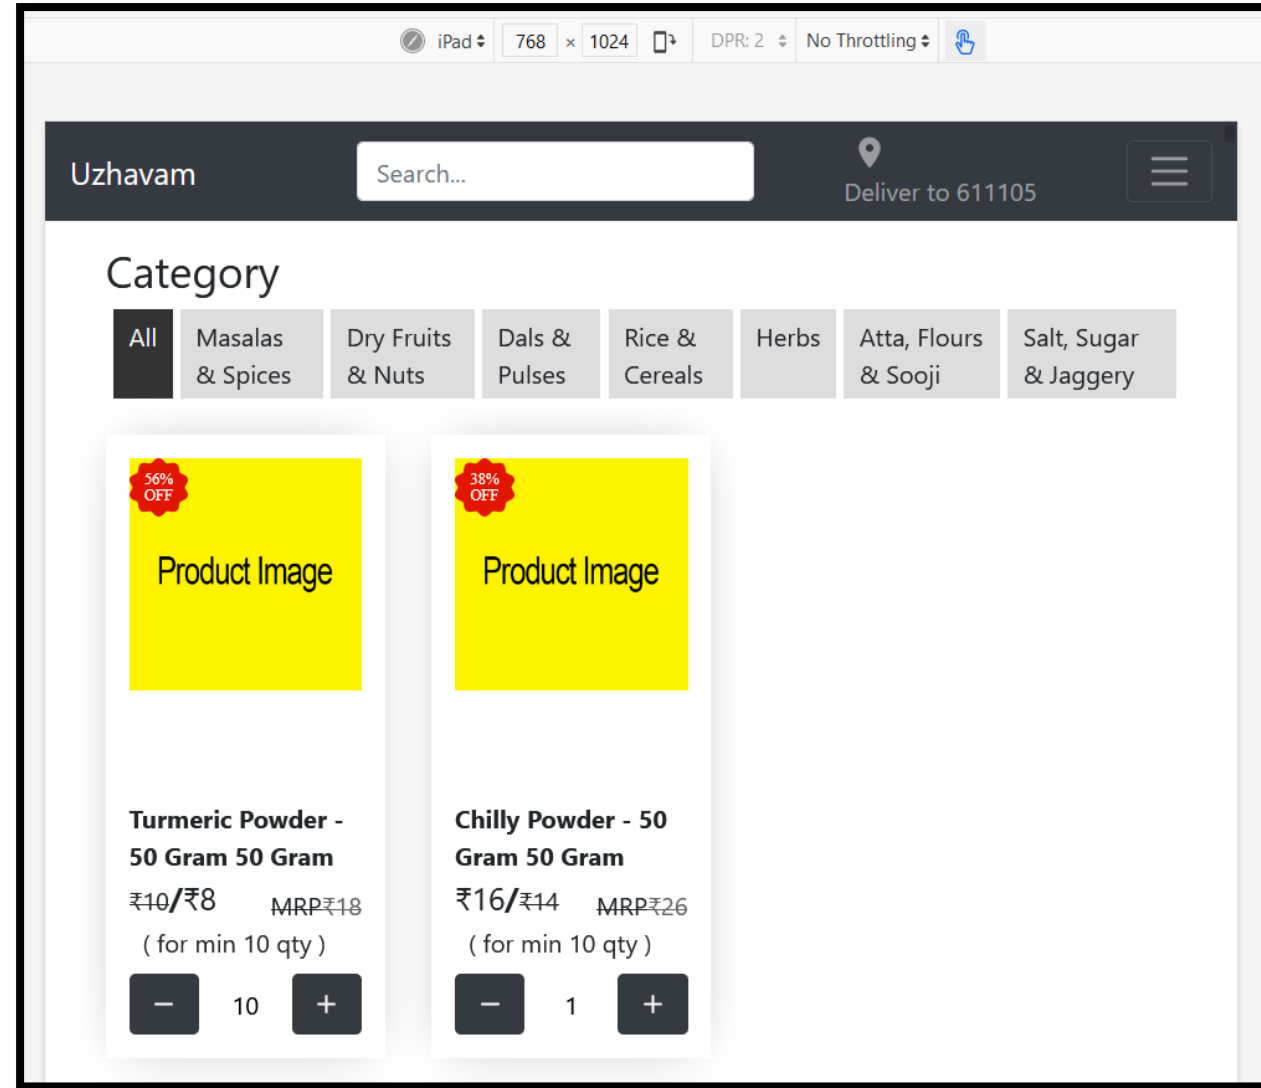 iPad 768 × 1024 DPR: 2 No Throttling
Uzhavam
Search...
Deliver to 611105
Category
All
Masalas
& Spices
Dry Fruits
& Nuts
Dals &
Pulses
Rice &
Cereals
Herbs
Atta, Flours
& Sooji
Salt, Sugar
& Jaggery
56%
OFF
Product Image
Turmeric Powder -
50 Gram 50 Gram
₹10/₹8 MRP₹18
( for min 10 qty )
− 10 +
38%
OFF
Product Image
Chilly Powder - 50
Gram 50 Gram
₹16/₹14 MRP₹26
( for min 10 qty )
− 1 +